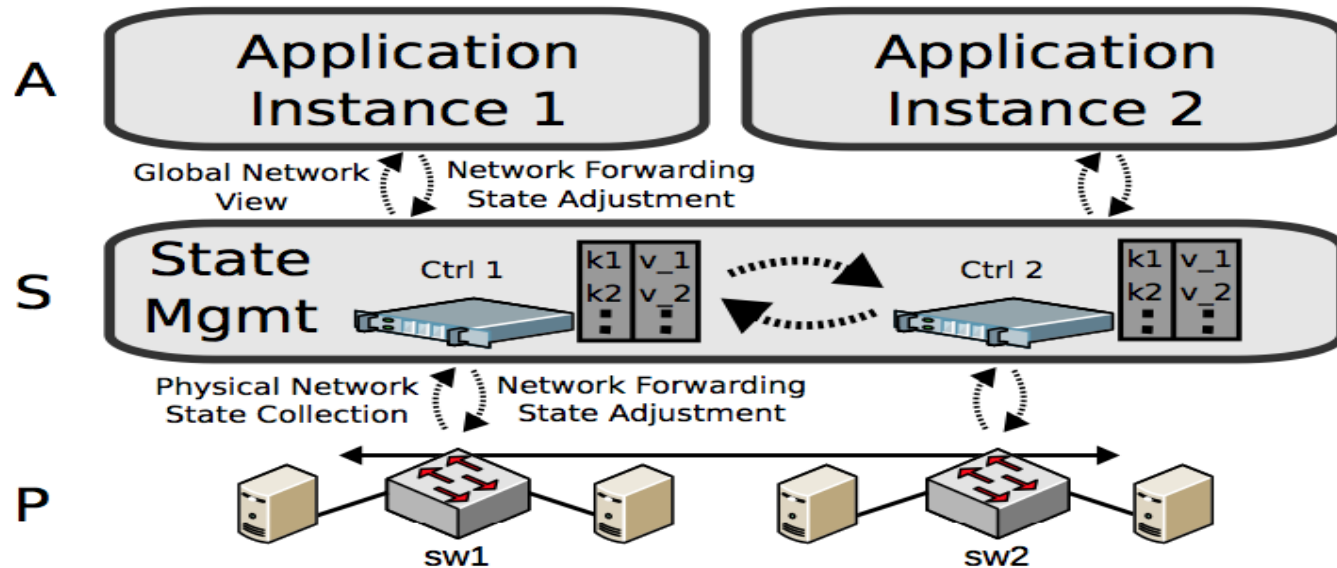 A
Application
Instance 1
Application
Instance 2
Global Network
View
Network Forwarding
State Adjustment
S
State
Mgmt
Ctrl 1
k1 v_1
k2 v_2
Ctrl 2
k1 v_1
k2 v_2
Physical Network
State Collection
Network Forwarding
State Adjustment
P
sw1
sw2